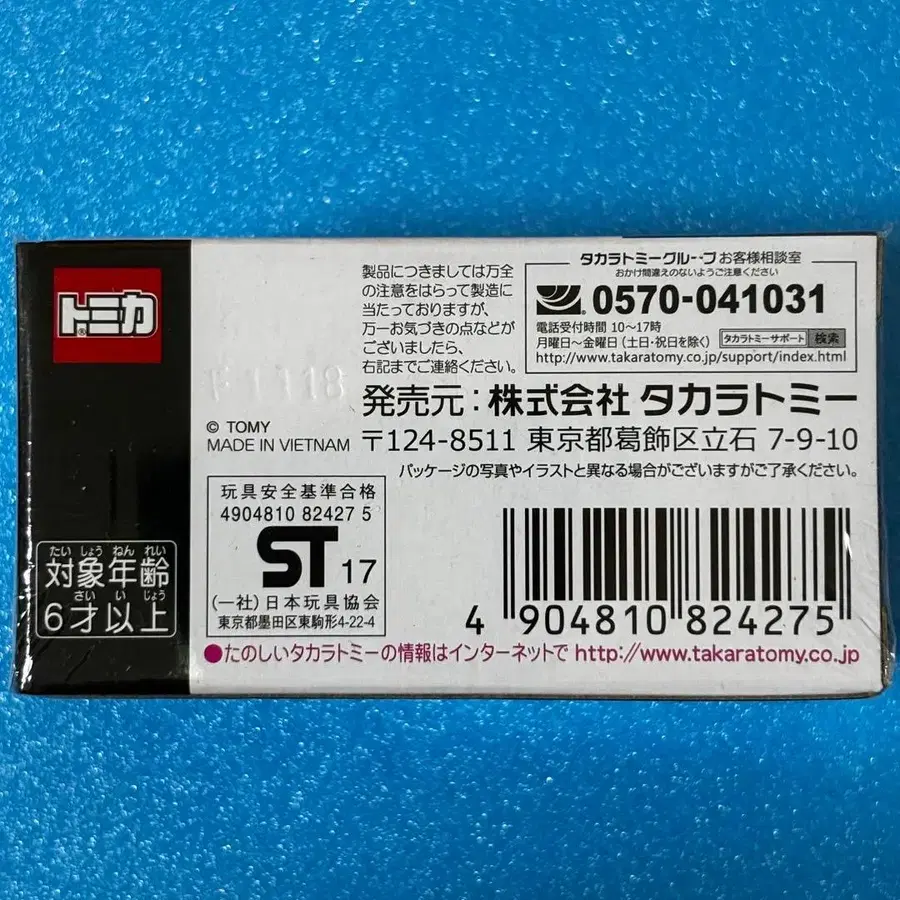 トミカ
®
製品につきましては万全
の注意をはらって製造に
当たっておりますが、
万一お気づきの点などが
ございましたら、
右記までご連絡ください。
タカラトミーグループ お客様相談室
おかけ間違えのないようご注意ください
0570-041031
電話受付時間 10〜17時
月曜日〜金曜日(土日・祝日を除く) タカラトミーサポート 検索
http://www.takaratomy.co.jp/support/index.html
F1118
© TOMY
MADE IN VIETNAM
発売元:株式会社 タカラトミー
〒124-8511 東京都葛飾区立石 7-9-10
パッケージの写真やイラストと異なる場合がございますがご了承ください。
たい しょう ねん れい
対象年齢
さい い じょう
6才以上
玩具安全基準合格
4904810 82427 5
ST 17
(一社)日本玩具協会
東京都墨田区東駒形4-22-4
4 904810 824275
●たのしいタカラトミーの情報はインターネットで http://www.takaratomy.co.jp